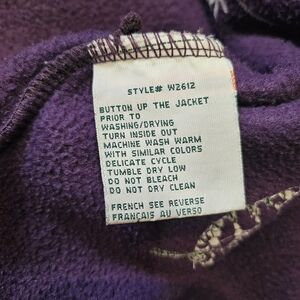 STYLE# W2612
BUTTON UP THE JACKET
PRIOR TO
WASHING/DRYING
TURN INSIDE OUT
MACHINE WASH WARM
WITH SIMILAR COLORS
DELICATE CYCLE
TUMBLE DRY LOW
DO NOT BLEACH
DO NOT DRY CLEAN
FRENCH SEE REVERSE
FRANÇAIS AU VERSO